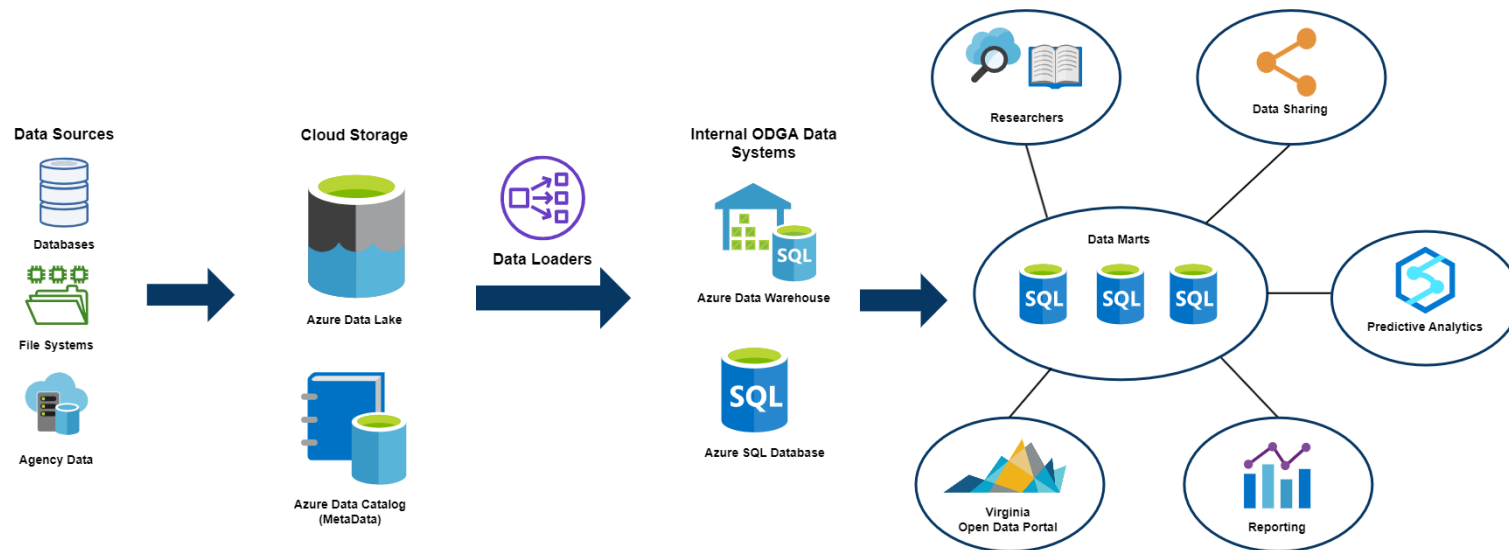 Data Sources
Databases
File Systems
Agency Data
Cloud Storage
Azure Data Lake
Azure Data Catalog
(MetaData)
Data Loaders
Internal ODGA Data
Systems
SQL
Azure Data Warehouse
SQL
Azure SQL Database
Researchers
Data Sharing
Data Marts
SQL
SQL
SQL
Predictive Analytics
Virginia
Open Data Portal
Reporting